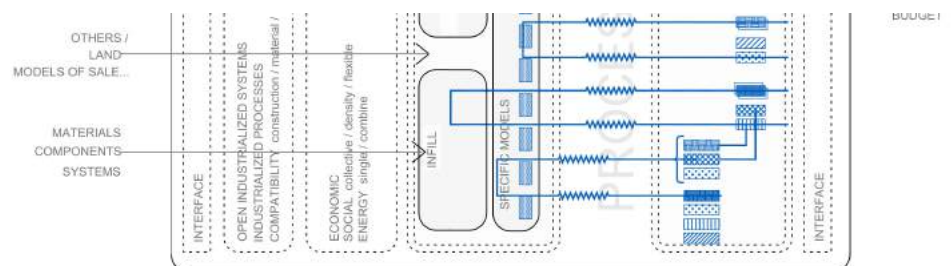 BUDGET
OTHERS /
LAND
MODELS OF SALE...
MATERIALS
COMPONENTS
SYSTEMS
INTERFACE
OPEN INDUSTRIALIZED SYSTEMS
INDUSTRIALIZED PROCESSES
COMPATIBILITY construction / material /
ECONOMIC
SOCIAL collective / density / flexible
ENERGY single / combine
INFILL
SPECIFIC MODELS
PROCES
INTERFACE